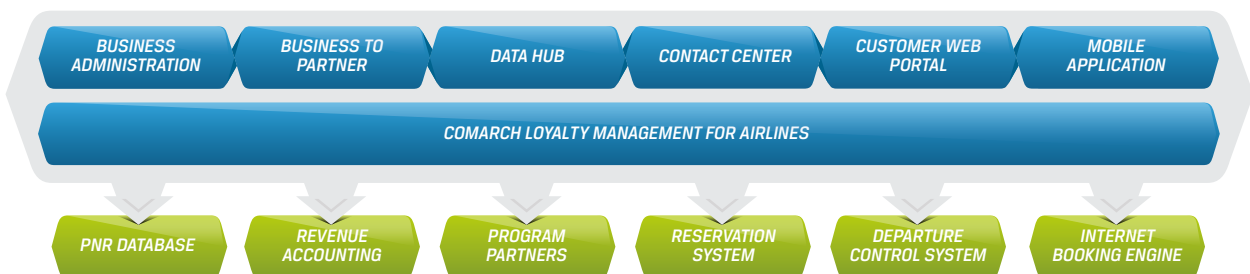 BUSINESS
ADMINISTRATION
BUSINESS TO
PARTNER
DATA HUB
CONTACT CENTER
CUSTOMER WEB
PORTAL
MOBILE
APPLICATION
COMARCH LOYALTY MANAGEMENT FOR AIRLINES
PNR DATABASE
REVENUE
ACCOUNTING
PROGRAM
PARTNERS
RESERVATION
SYSTEM
DEPARTURE
CONTROL SYSTEM
INTERNET
BOOKING ENGINE